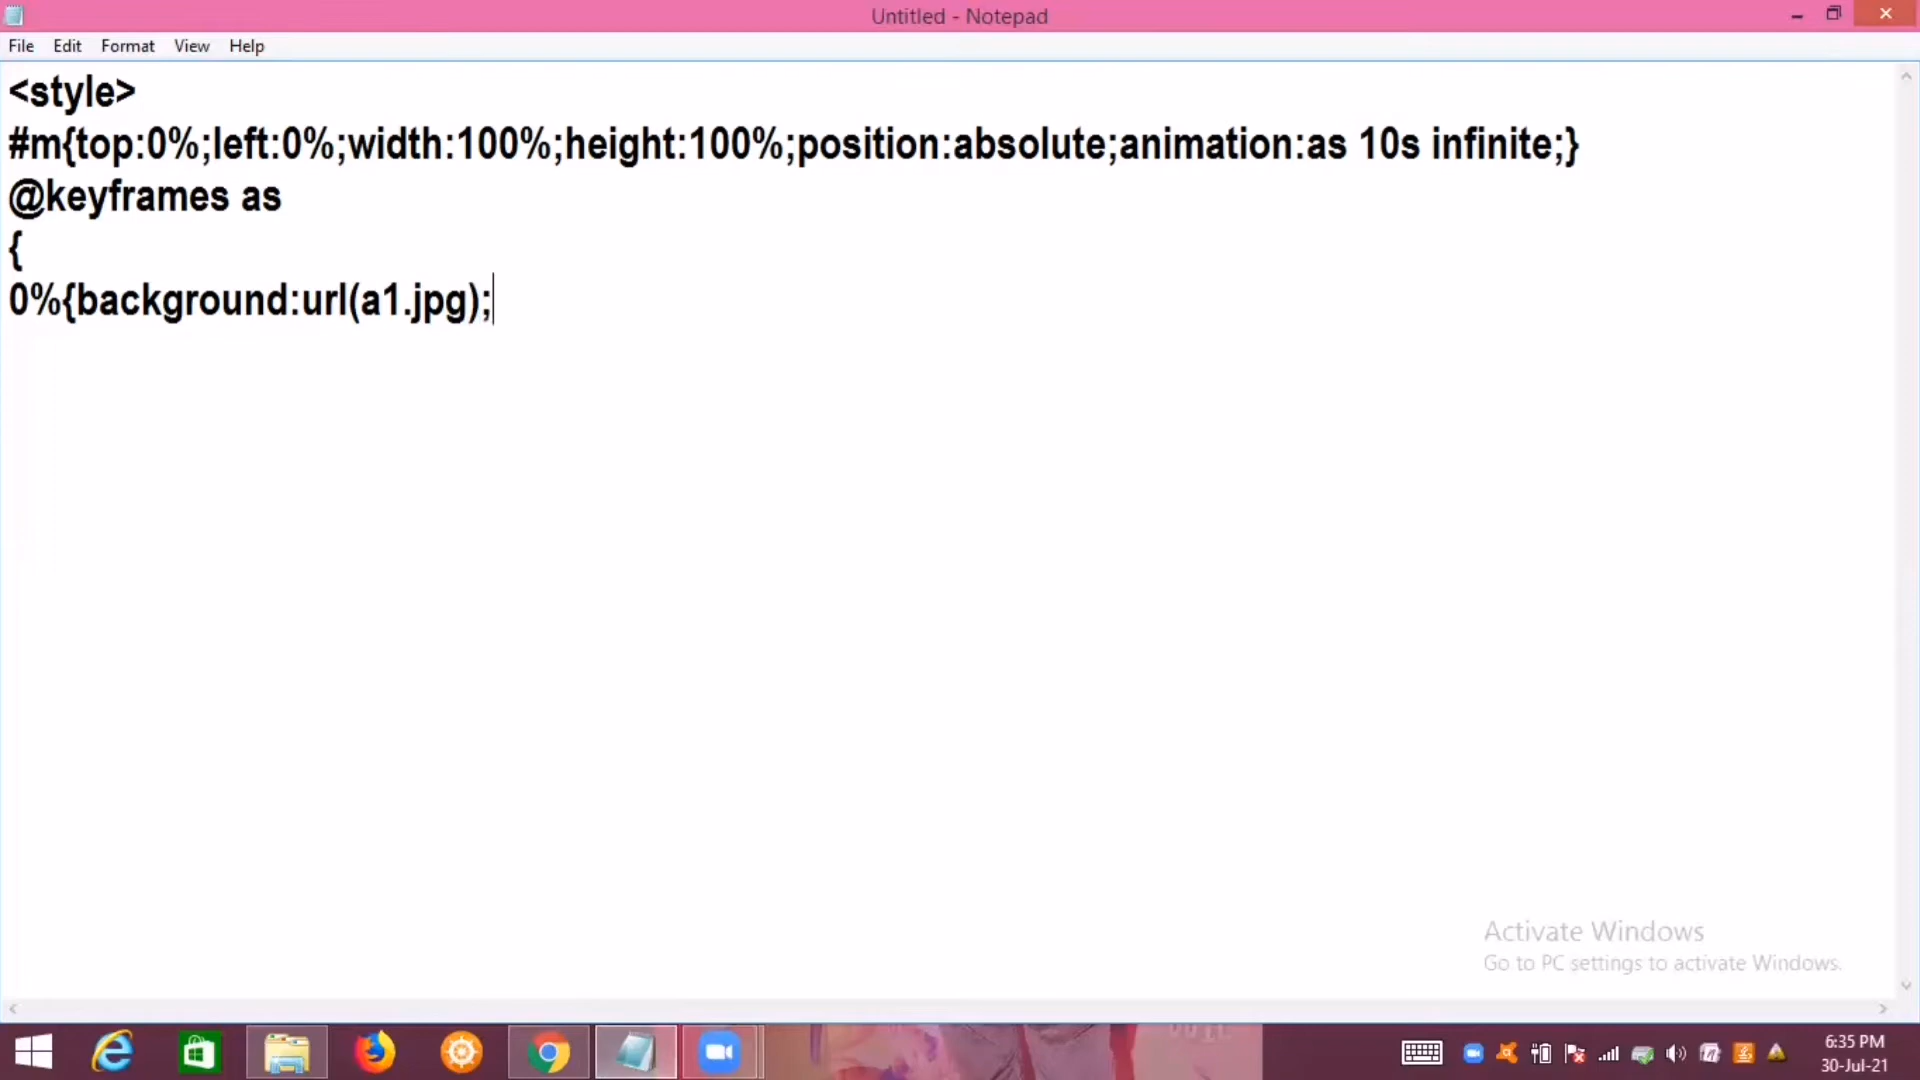 Untitled - Notepad
File Edit Format View Help
<style>
#m{top:0%;left:0%;width:100%;height:100%;position:absolute;animation:as 10s infinite;}
@keyframes as
{
0%{background:url(a1.jpg);
Activate Windows
Go to PC settings to activate Windows.
6:35 PM
30-Jul-21